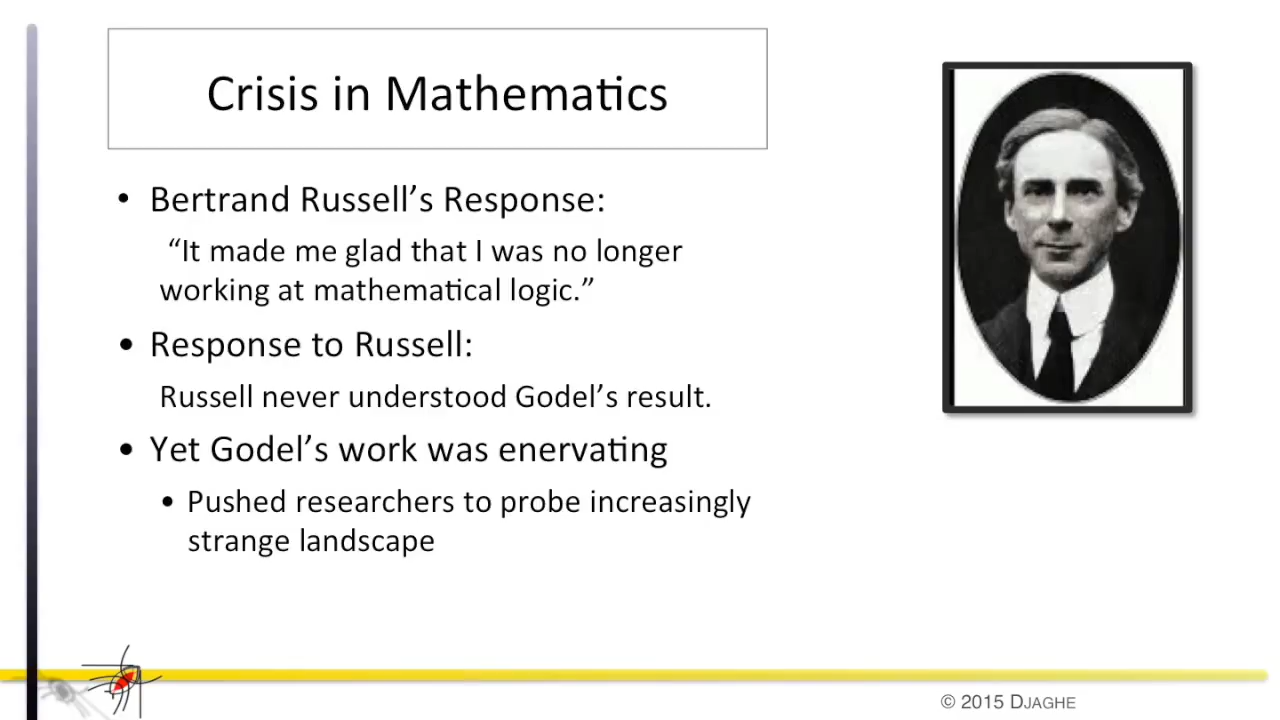 Crisis in Mathematics
• Bertrand Russell’s Response:
“It made me glad that I was no longer
working at mathematical logic.”
• Response to Russell:
Russell never understood Godel’s result.
• Yet Godel’s work was enervating
• Pushed researchers to probe increasingly
strange landscape
© 2015 DJAGHE